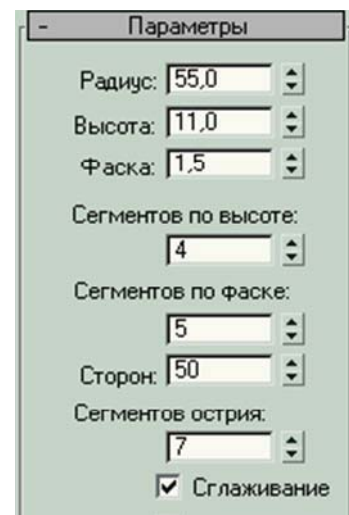 - Параметры
Радиус: 55,0
Высота: 11,0
Фаска: 1,5
Сегментов по высоте:
4
Сегментов по фаске:
5
Сторон: 50
Сегментов острия:
7
Сглаживание